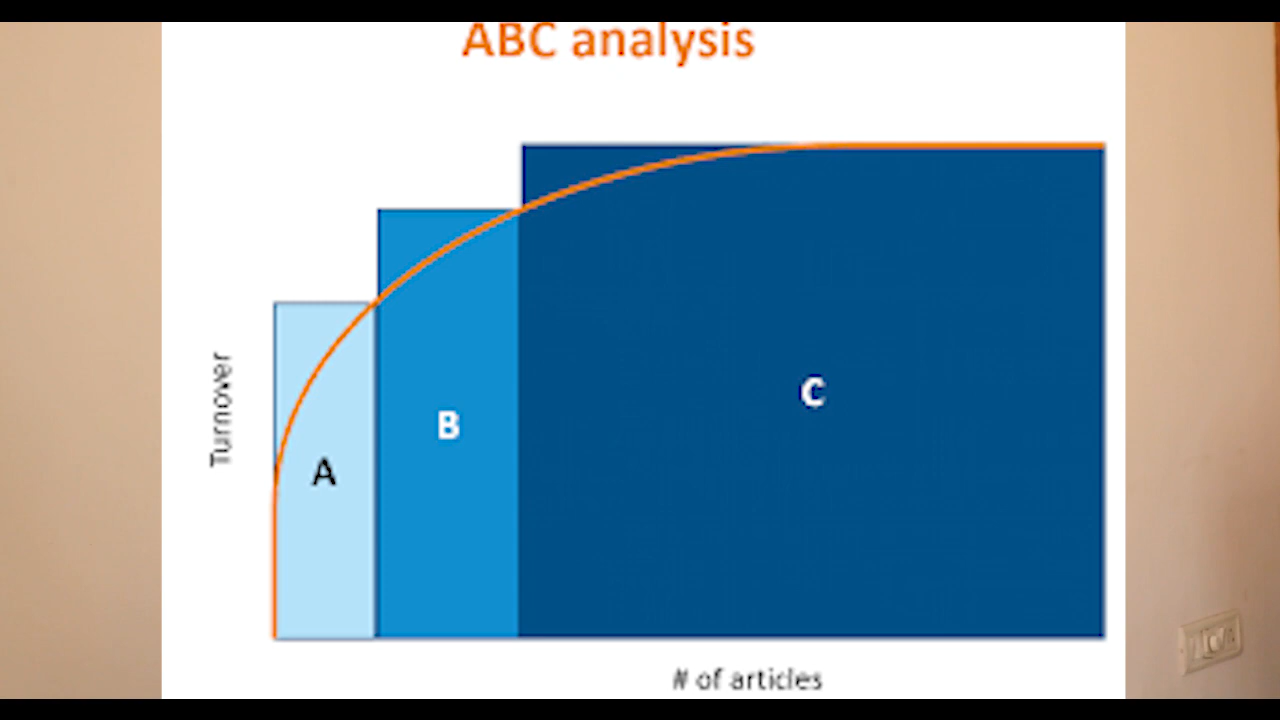 ABC analysis
Turnover
A
B
C
# of articles